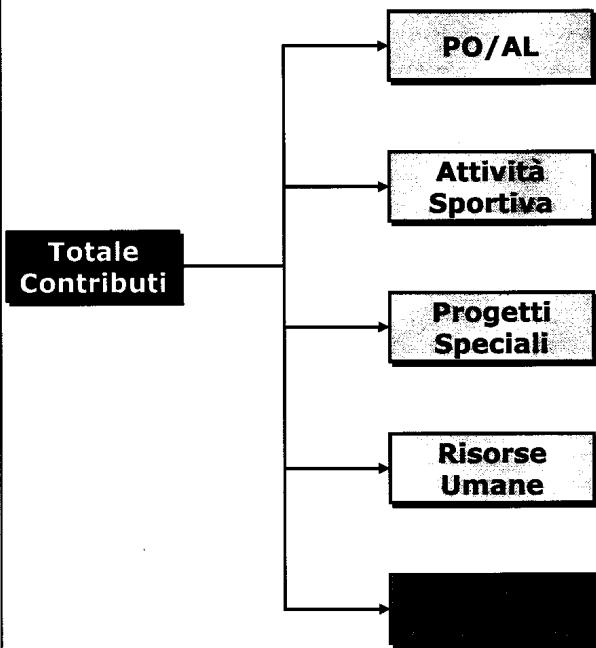 PO/AL
Attività
Sportiva
Totale
Contributi
Progetti
Speciali
Risorse
Umane